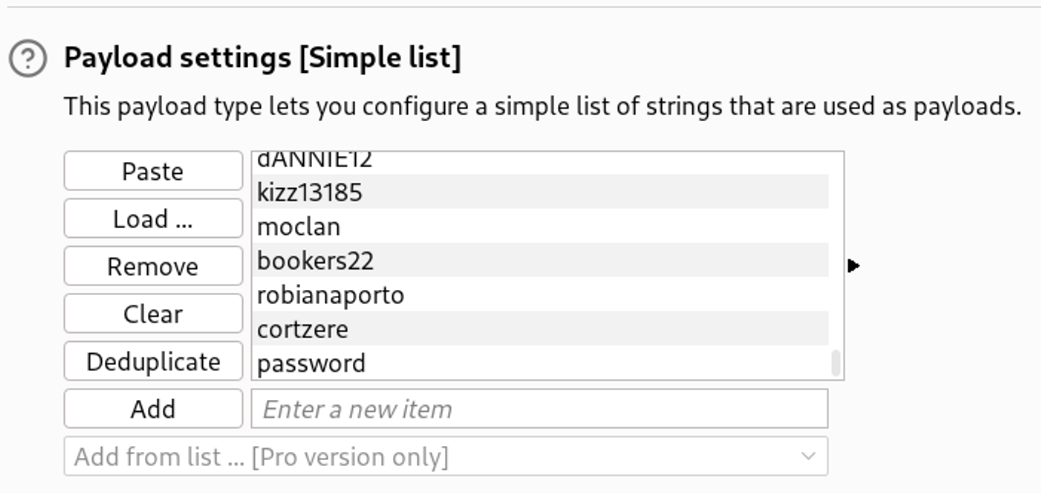 Payload settings [Simple list]
This payload type lets you configure a simple list of strings that are used as payloads.
Paste
Load ...
Remove
Clear
Deduplicate
Add
dANNIE12
kizz13185
moclan
bookers22
robianaporto
cortzere
password
Enter a new item
Add from list ... [Pro version only]